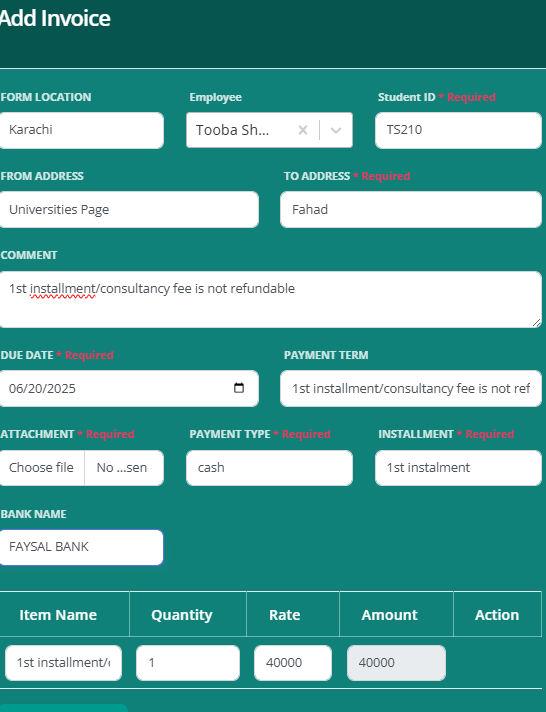 Add Invoice
FORM LOCATION Employee Student ID * Required
Karachi Tooba Sh... TS210
FROM ADDRESS TO ADDRESS * Required
Universities Page Fahad
COMMENT
1st installment/consultancy fee is not refundable
DUE DATE * Required PAYMENT TERM
06/20/2025 1st installment/consultancy fee is not ref
ATTACHMENT * Required PAYMENT TYPE * Required INSTALLMENT * Required
Choose file No ...sen cash 1st instalment
BANK NAME
FAYSAL BANK
Item Name Quantity Rate Amount Action
1st installment/ 1 40000 40000